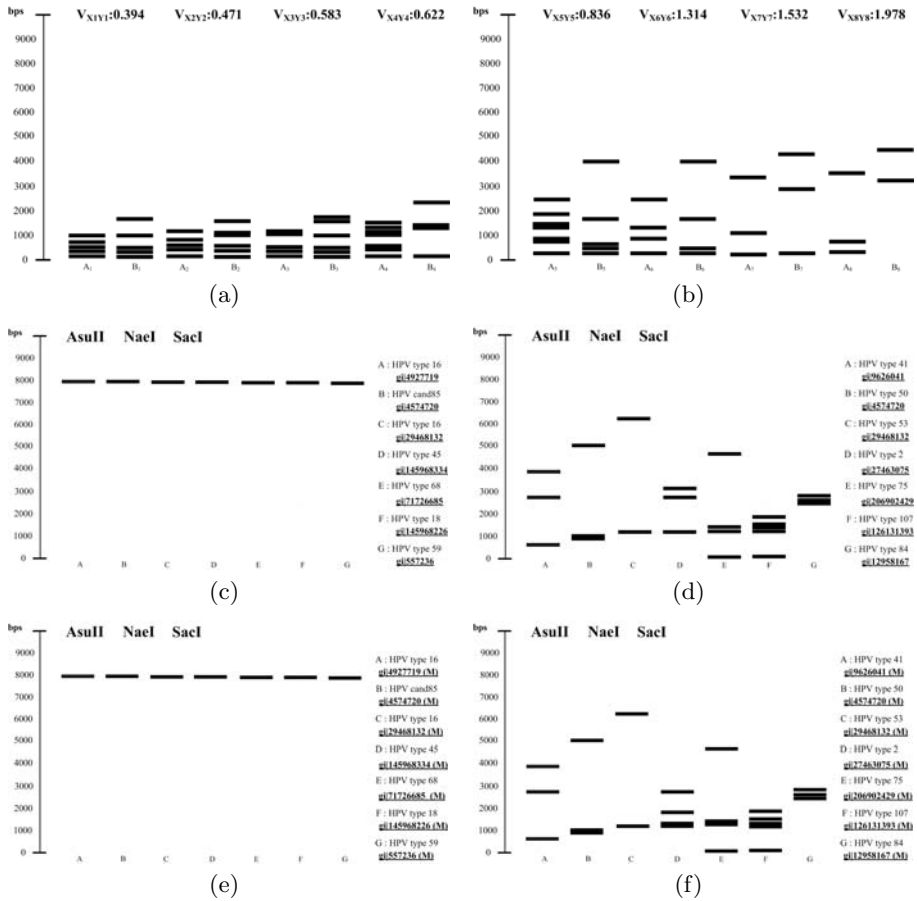 bps V_X1Y1:0.394 V_X2Y2:0.471 V_X3Y3:0.583 V_X4Y4:0.622
9000
8000
7000
6000
5000
4000
3000
2000
1000
0
A1 B1 A2 B2 A3 B3 A4 B4
(a)
bps V_X5Y5:0.836 V_X6Y6:1.314 V_X7Y7:1.532 V_X8Y8:1.978
9000
8000
7000
6000
5000
4000
3000
2000
1000
0
A5 B5 A6 B6 A7 B7 A8 B8
(b)
bps
AsuII NaeI SacI
9000
8000
7000
6000
5000
4000
3000
2000
1000
0
A : HPV type 16
gi|4927719
B : HPV cand85
gi|4574720
C : HPV type 16
gi|29468132
D : HPV type 45
gi|145968334
E : HPV type 68
gi|71726685
F : HPV type 18
gi|145968226
G : HPV type 59
gi|557236
A B C D E F G
(c)
bps
AsuII NaeI SacI
9000
8000
7000
6000
5000
4000
3000
2000
1000
0
A : HPV type 41
gi|9626041
B : HPV type 50
gi|4574720
C : HPV type 53
gi|29468132
D : HPV type 2
gi|27463075
E : HPV type 75
gi|206902429
F : HPV type 107
gi|126131393
G : HPV type 84
gi|12958167
A B C D E F G
(d)
bps
AsuII NaeI SacI
9000
8000
7000
6000
5000
4000
3000
2000
1000
0
A : HPV type 16
gi|4927719 (M)
B : HPV cand85
gi|4574720 (M)
C : HPV type 16
gi|29468132 (M)
D : HPV type 45
gi|145968334 (M)
E : HPV type 68
gi|71726685 (M)
F : HPV type 18
gi|145968226 (M)
G : HPV type 59
gi|557236 (M)
A B C D E F G
(e)
bps
AsuII NaeI SacI
9000
8000
7000
6000
5000
4000
3000
2000
1000
0
A : HPV type 41
gi|9626041 (M)
B : HPV type 50
gi|4574720 (M)
C : HPV type 53
gi|29468132 (M)
D : HPV type 2
gi|27463075 (M)
E : HPV type 75
gi|206902429 (M)
F : HPV type 107
gi|126131393 (M)
G : HPV type 84
gi|12958167 (M)
A B C D E F G
(f)